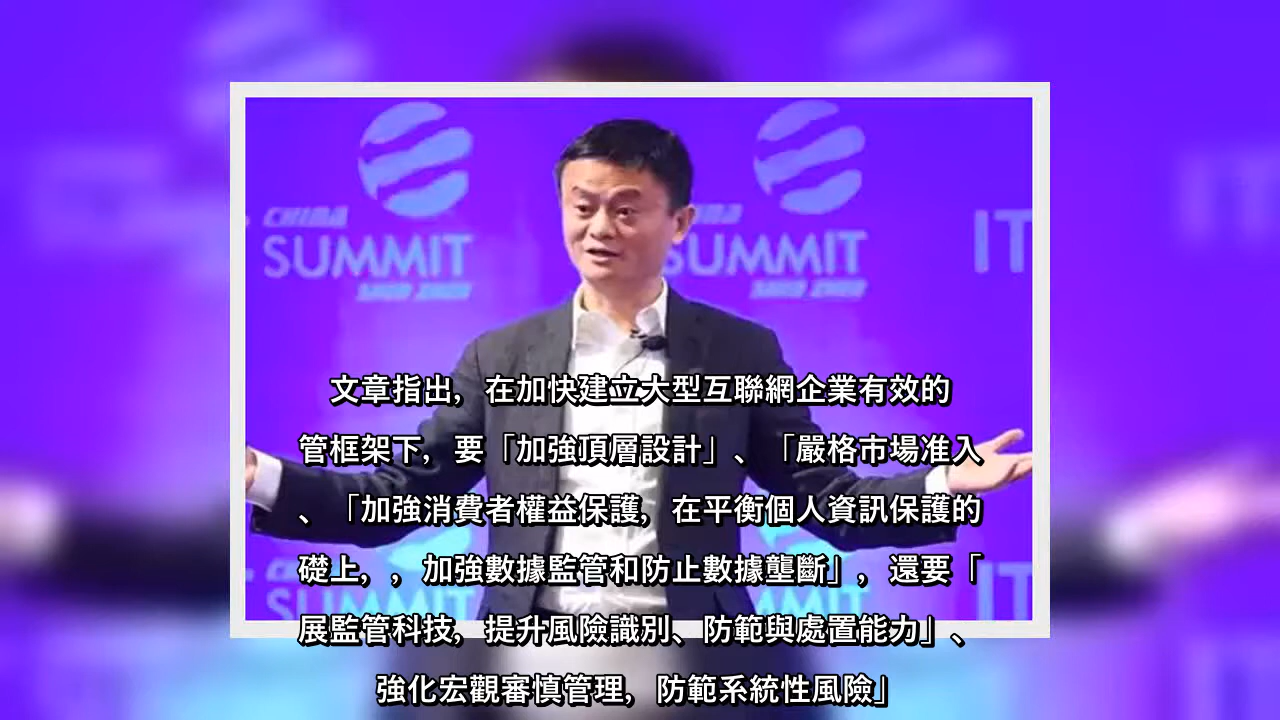 CHINA
SUMMIT
SUMMIT
IT
文章指出，在加快建立大型互聯網企業有效的
管框架下，要「加強頂層設計」、「嚴格市場准入
、「加強消費者權益保護，在平衡個人資訊保護的
礎上，，加強數據監管和防止數據壟斷」，還要「
展監管科技，提升風險識別、防範與處置能力」、
強化宏觀審慎管理，防範系統性風險」